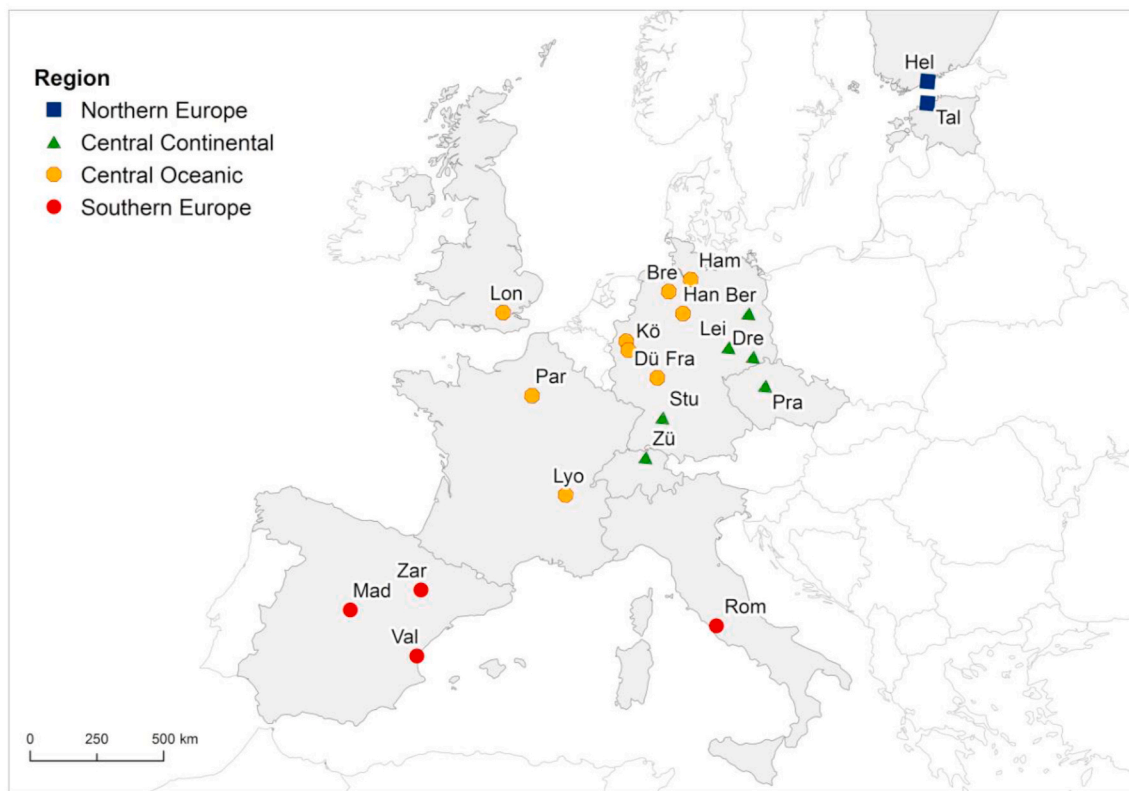 Region
Northern Europe
Central Continental
Central Oceanic
Southern Europe
Hel
Tal
Ham
Bre
Han Ber
Lon
Lei
Dre
Kö
Dü Fra
Par
Pra
Stu
Zü
Lyo
Zar
Mad
Rom
Val
0 250 500 km